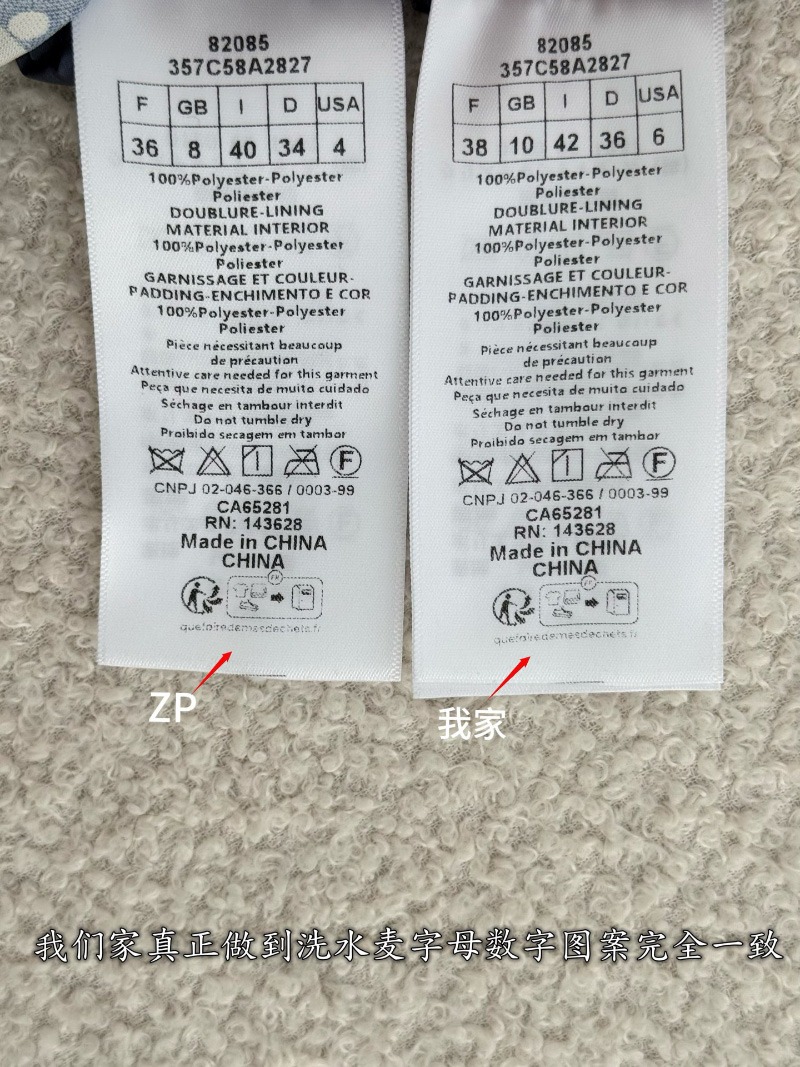 82085
357C58A2827
F GB I D USA
36 8 40 34 4
100%Polyester-Polyester
Poliester
DOUBLURE-LINING
MATERIAL INTERIOR
100%Polyester-Polyester
Poliester
GARNISSAGE ET COULEUR-
PADDING-ENCHIMENTO E COR
100%Polyester-Polyester
Poliester
Pièce nécessitant beaucoup
de précaution
Attentive care needed for this garment
Peça que necesita de muito cuidado
Séchage en tambour interdit
Do not tumble dry
Proibido secagem em tambor
F
CNPJ 02-046-366 / 0003-99
CA65281
RN: 143628
Made in CHINA
CHINA
FR
quefairedemesdechets.fr
ZP
82085
357C58A2827
F GB I D USA
38 10 42 36 6
100%Polyester-Polyester
Poliester
DOUBLURE-LINING
MATERIAL INTERIOR
100%Polyester-Polyester
Poliester
GARNISSAGE ET COULEUR-
PADDING-ENCHIMENTO E COR
100%Polyester-Polyester
Poliester
Pièce nécessitant beaucoup
de précaution
Attentive care needed for this garment
Peça que necesita de muito cuidado
Séchage en tambour interdit
Do not tumble dry
Proibido secagem em tambor
F
CNPJ 02-046-366 / 0003-99
CA65281
RN: 143628
Made in CHINA
CHINA
FR
quefairedemesdechets.fr
我家
我们家真正做到洗水麦字母数字图案完全一致